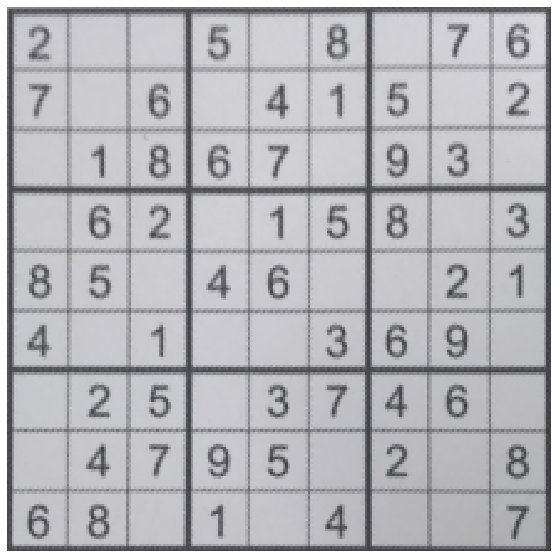 2 5 8 7 6
7 6 4 1 5 2
1 8 6 7 9 3
6 2 1 5 8 3
8 5 4 6 2 1
4 1 3 6 9
2 5 3 7 4 6
4 7 9 5 2 8
6 8 1 4 7